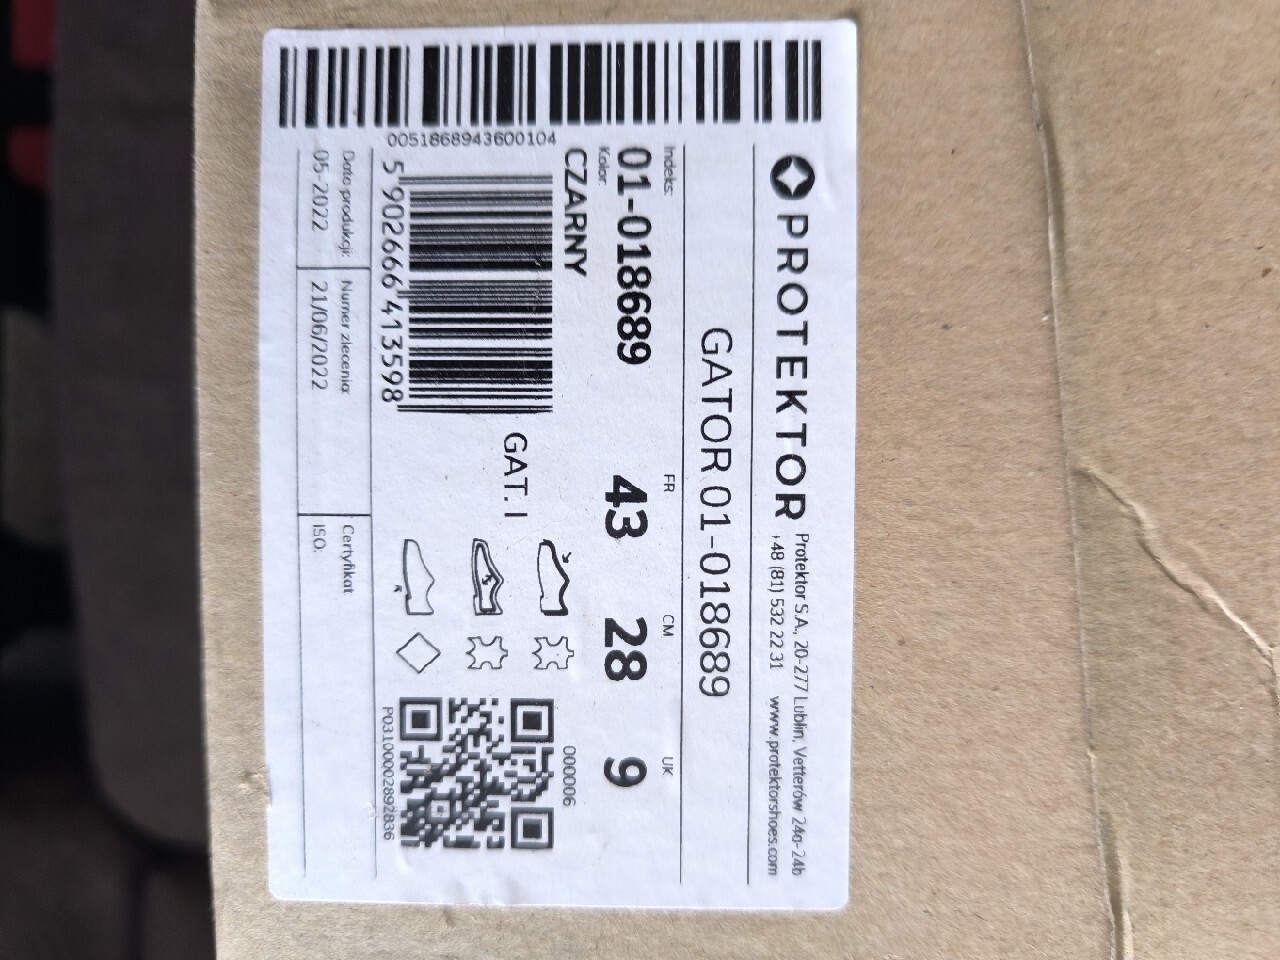 PROTEKTOR
Protektor S.A., 20-277 Lublin, Vetterów 24a-24b
+48 (81) 532 22 31 www.protektorshoes.com
GATOR 01-018689
Indeks:
01-018689
FR
43
CM
28
UK
9
Kolor:
CZARNY
0051868943600104
5 902666 413598
GAT. I
000006
P03100002892836
Data produkcji:
05-2022
Numer zlecenia:
21/06/2022
Certyfikat
ISO: